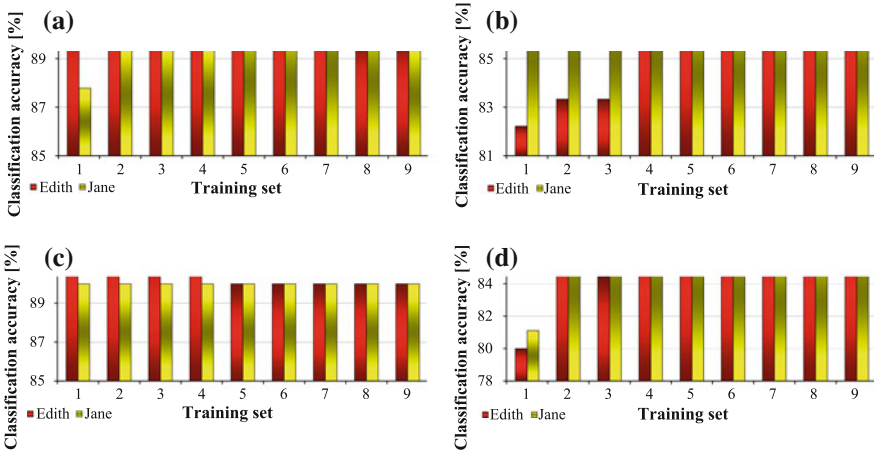 (a)
Classification accuracy [%]
89
87
85
1 2 3 4 5 6 7 8 9
Training set
Edith Jane
(b)
Classification accuracy [%]
85
83
81
1 2 3 4 5 6 7 8 9
Training set
Edith Jane
(c)
Classification accuracy [%]
89
87
85
1 2 3 4 5 6 7 8 9
Training set
Edith Jane
(d)
Classification accuracy [%]
84
82
80
78
1 2 3 4 5 6 7 8 9
Training set
Edith Jane